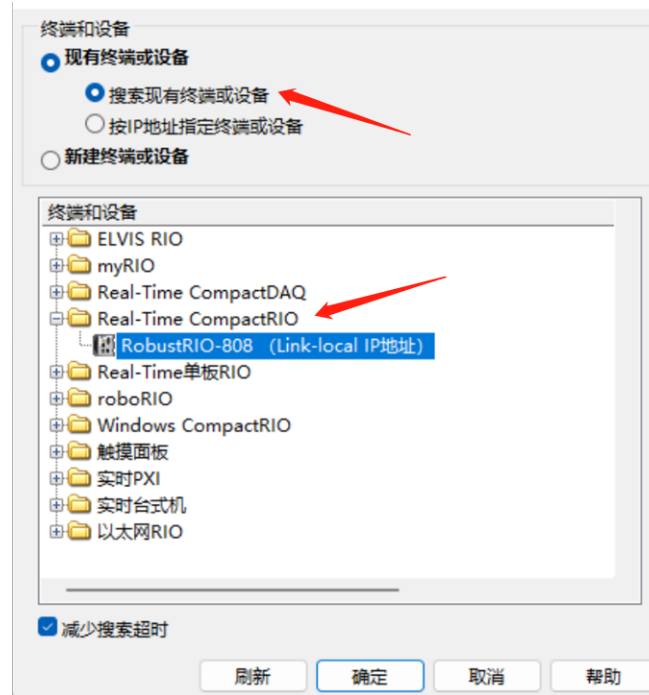 终端和设备
现有终端或设备
搜索现有终端或设备
按IP地址指定终端或设备
新建终端或设备
终端和设备
ELVIS RIO
myRIO
Real-Time CompactDAQ
Real-Time CompactRIO
RobustRIO-808 （Link-local IP地址）
Real-Time单板RIO
roboRIO
Windows CompactRIO
触摸面板
实时PXI
实时台式机
以太网RIO
减少搜索超时
刷新 确定 取消 帮助